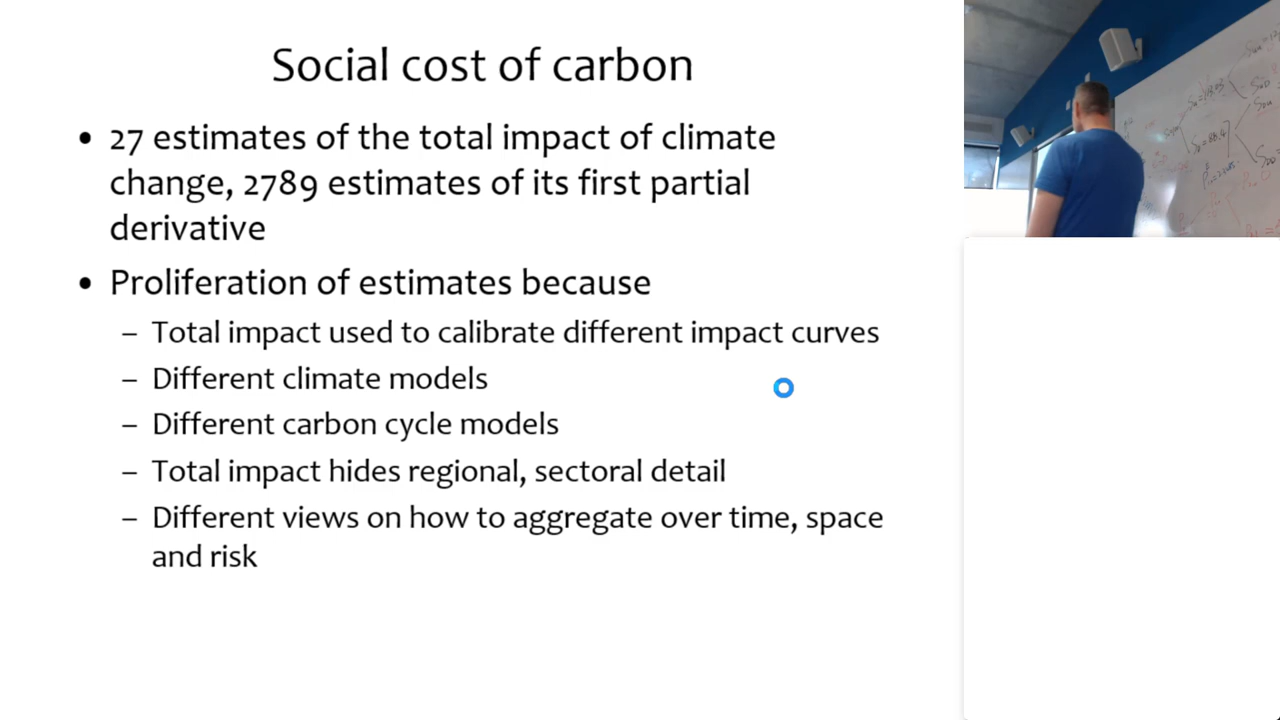 Social cost of carbon
• 27 estimates of the total impact of climate
change, 2789 estimates of its first partial
derivative
• Proliferation of estimates because
– Total impact used to calibrate different impact curves
– Different climate models
– Different carbon cycle models
– Total impact hides regional, sectoral detail
– Different views on how to aggregate over time, space
and risk